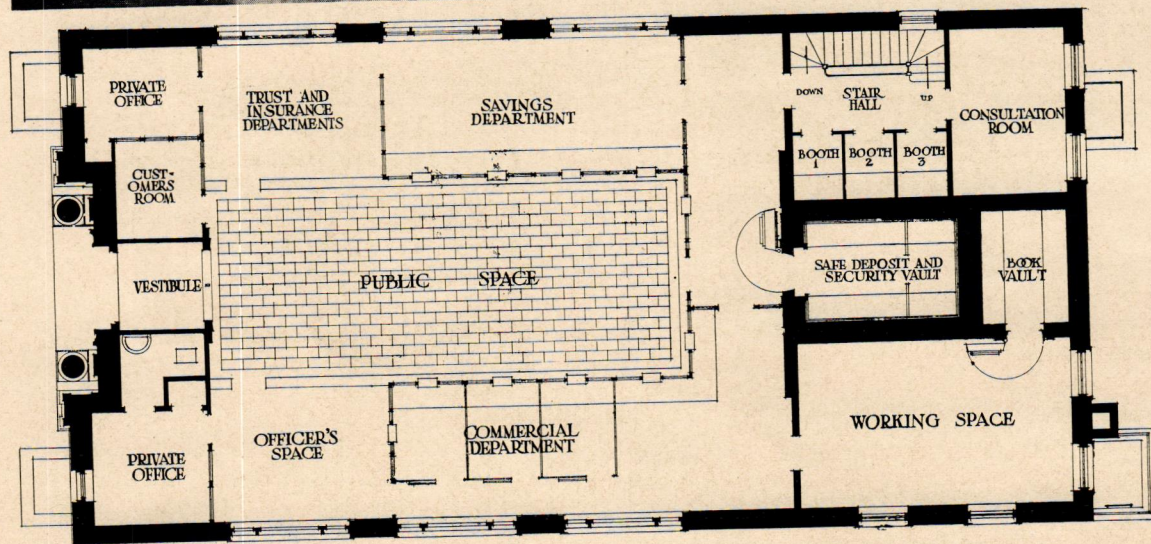 PRIVATE
OFFICE
TRUST AND
INSURANCE
DEPARTMENTS
SAVINGS
DEPARTMENT
DOWN
STAIR
HALL
UP
CONSULTATION
ROOM
BOOTH
1
BOOTH
2
BOOTH
3
CUST-
OMERS
ROOM
VESTIBULE
PUBLIC SPACE
SAFE DEPOSIT AND
SECURITY VAULT
BOOK
VAULT
PRIVATE
OFFICE
OFFICER'S
SPACE
COMMERCIAL
DEPARTMENT
WORKING SPACE